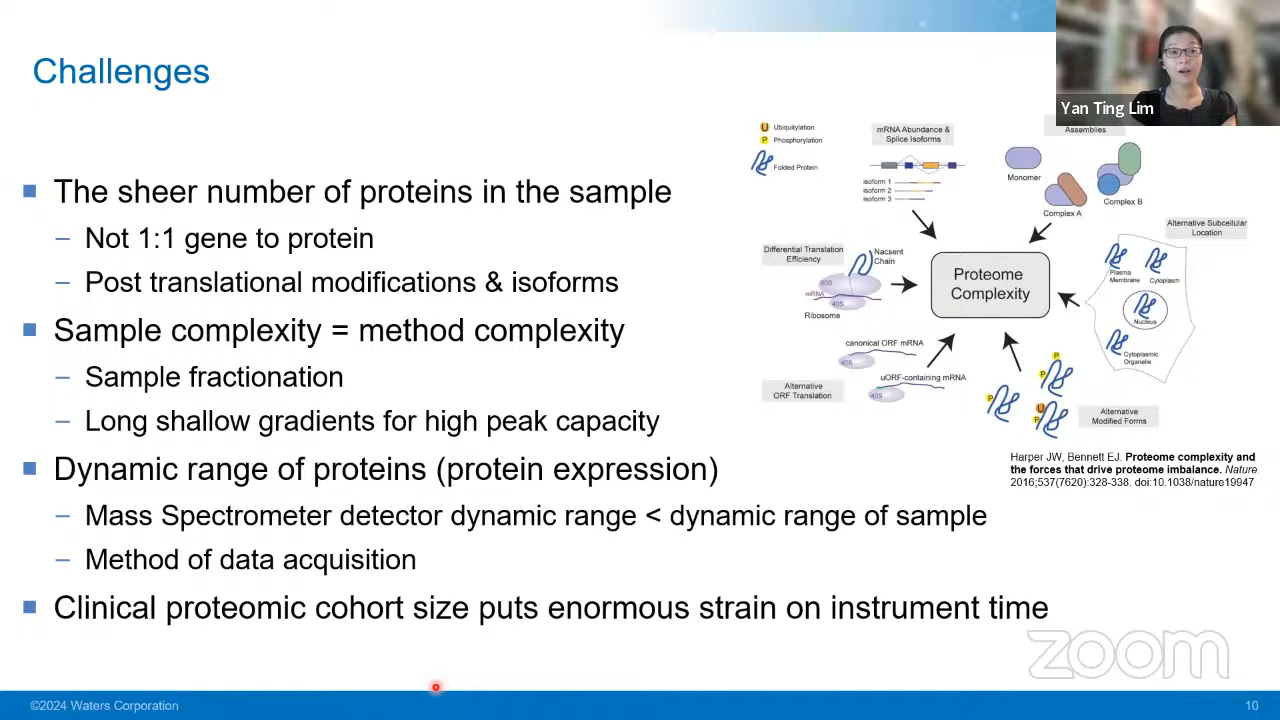 Challenges
Yan Ting Lim
The sheer number of proteins in the sample
– Not 1:1 gene to protein
– Post translational modifications & isoforms
Sample complexity = method complexity
– Sample fractionation
– Long shallow gradients for high peak capacity
Dynamic range of proteins (protein expression)
– Mass Spectrometer detector dynamic range < dynamic range of sample
– Method of data acquisition
Clinical proteomic cohort size puts enormous strain on instrument time
U Ubiquitylation
P Phosphorylation
Folded Protein
mRNA Abundance &
Splice Isoforms
isoform 1
isoform 2
isoform 3
Assemblies
Monomer
Complex A
Complex B
Alternative Subcellular
Location
Plasma
Membrane
Cytoplasm
Nucleus
Cytoplasmic
Organelle
Differential Translation
Efficiency
Nacsent
Chain
60S
mRNA
40S
Ribosome
Proteome
Complexity
canonical ORF mRNA
40S
uORF-containing mRNA
40S
Alternative
ORF Translation
P
P
P
U
P
Alternative
Modified Forms
Harper JW, Bennett EJ. Proteome complexity and
the forces that drive proteome imbalance. Nature
2016;537(7620):328-338. doi:10.1038/nature19947
zoom
©2024 Waters Corporation
10